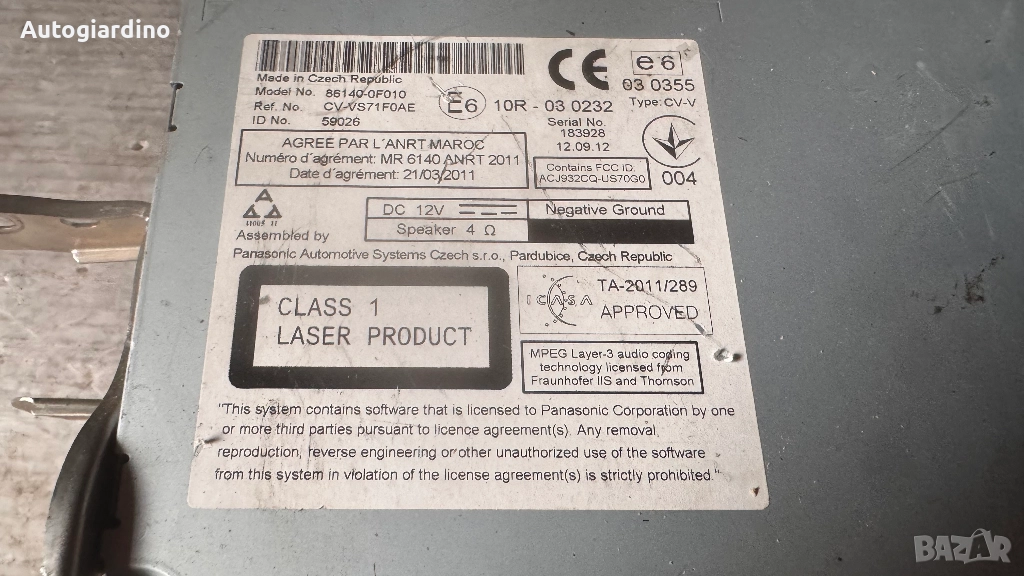 Autogiardino
Made in Czech Republic
Model No. 86140-0F010
Ref. No. CV-VS71F0AE
ID No. 59026
CE
e6
03 0355
E6 10R - 03 0232 Type: CV-V
Serial No.
183928
12.09.12
AGREE PAR L'ANRT MAROC
Numéro d'agrément: MR 6140 ANRT 2011
Date d'agrément: 21/03/2011
Contains FCC ID.
ACJ932CQ-US70G0
004
DC 12V
Negative Ground
Speaker 4 Ω
Assembled by
Panasonic Automotive Systems Czech s.r.o., Pardubice, Czech Republic
CLASS 1
LASER PRODUCT
ICASA
TA-2011/289
APPROVED
MPEG Layer-3 audio coding
technology licensed from
Fraunhofer IIS and Thomson
"This system contains software that is licensed to Panasonic Corporation by one
or more third parties pursuant to licence agreement(s). Any removal,
reproduction, reverse engineering or other unauthorized use of the software
from this system in violation of the license agreement(s) is strictly prohibited."
BAZAR